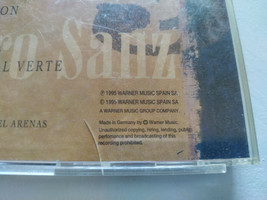 ON
ro Sanz
L VERTE
℗ 1995 WARNER MUSIC SPAIN SA
© 1995 WARNER MUSIC SPAIN SA
A WARNER MUSIC GROUP COMPANY
EL ARENAS
Made in Germany by Warner Music.
Unauthorized copying, hiring, lending, public
performance and broadcasting of this
recording prohibited.